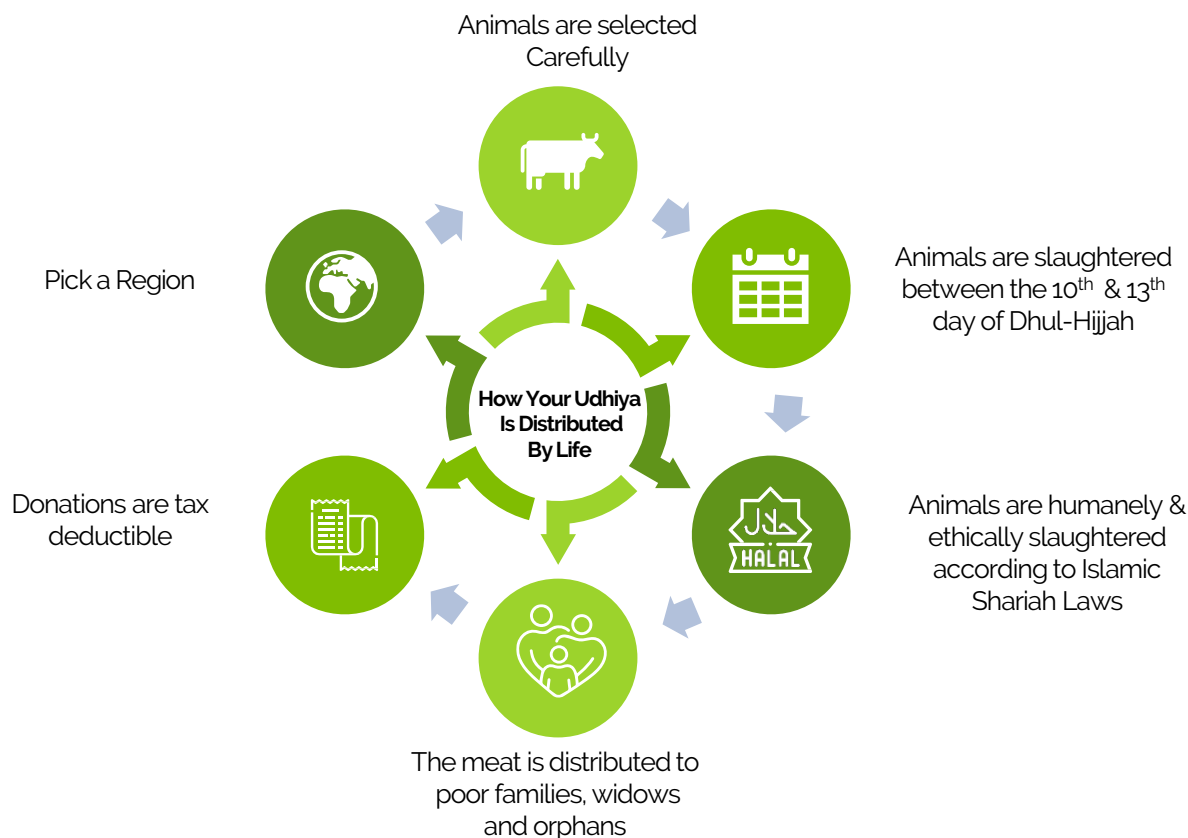 Animals are selected
Carefully
Pick a Region
Animals are slaughtered
between the 10th & 13th
day of Dhul-Hijjah
How Your Udhiya
Is Distributed
By Life
Donations are tax
deductible
حلال
HALAL
Animals are humanely &
ethically slaughtered
according to Islamic
Shariah Laws
The meat is distributed to
poor families, widows
and orphans